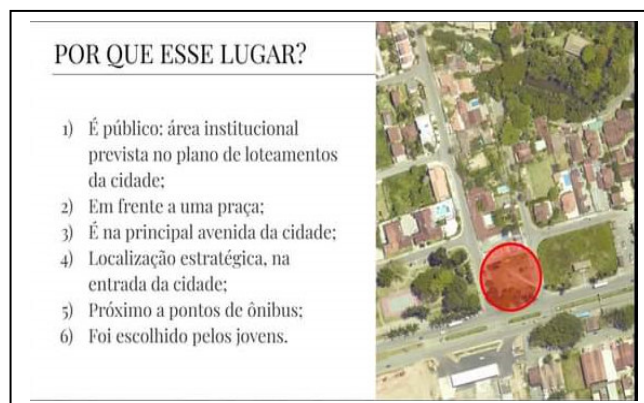 POR QUE ESSE LUGAR?
1) É público: área institucional
prevista no plano de loteamentos
da cidade;
2) Em frente a uma praça;
3) É na principal avenida da cidade;
4) Localização estratégica, na
entrada da cidade;
5) Próximo a pontos de ônibus;
6) Foi escolhido pelos jovens.